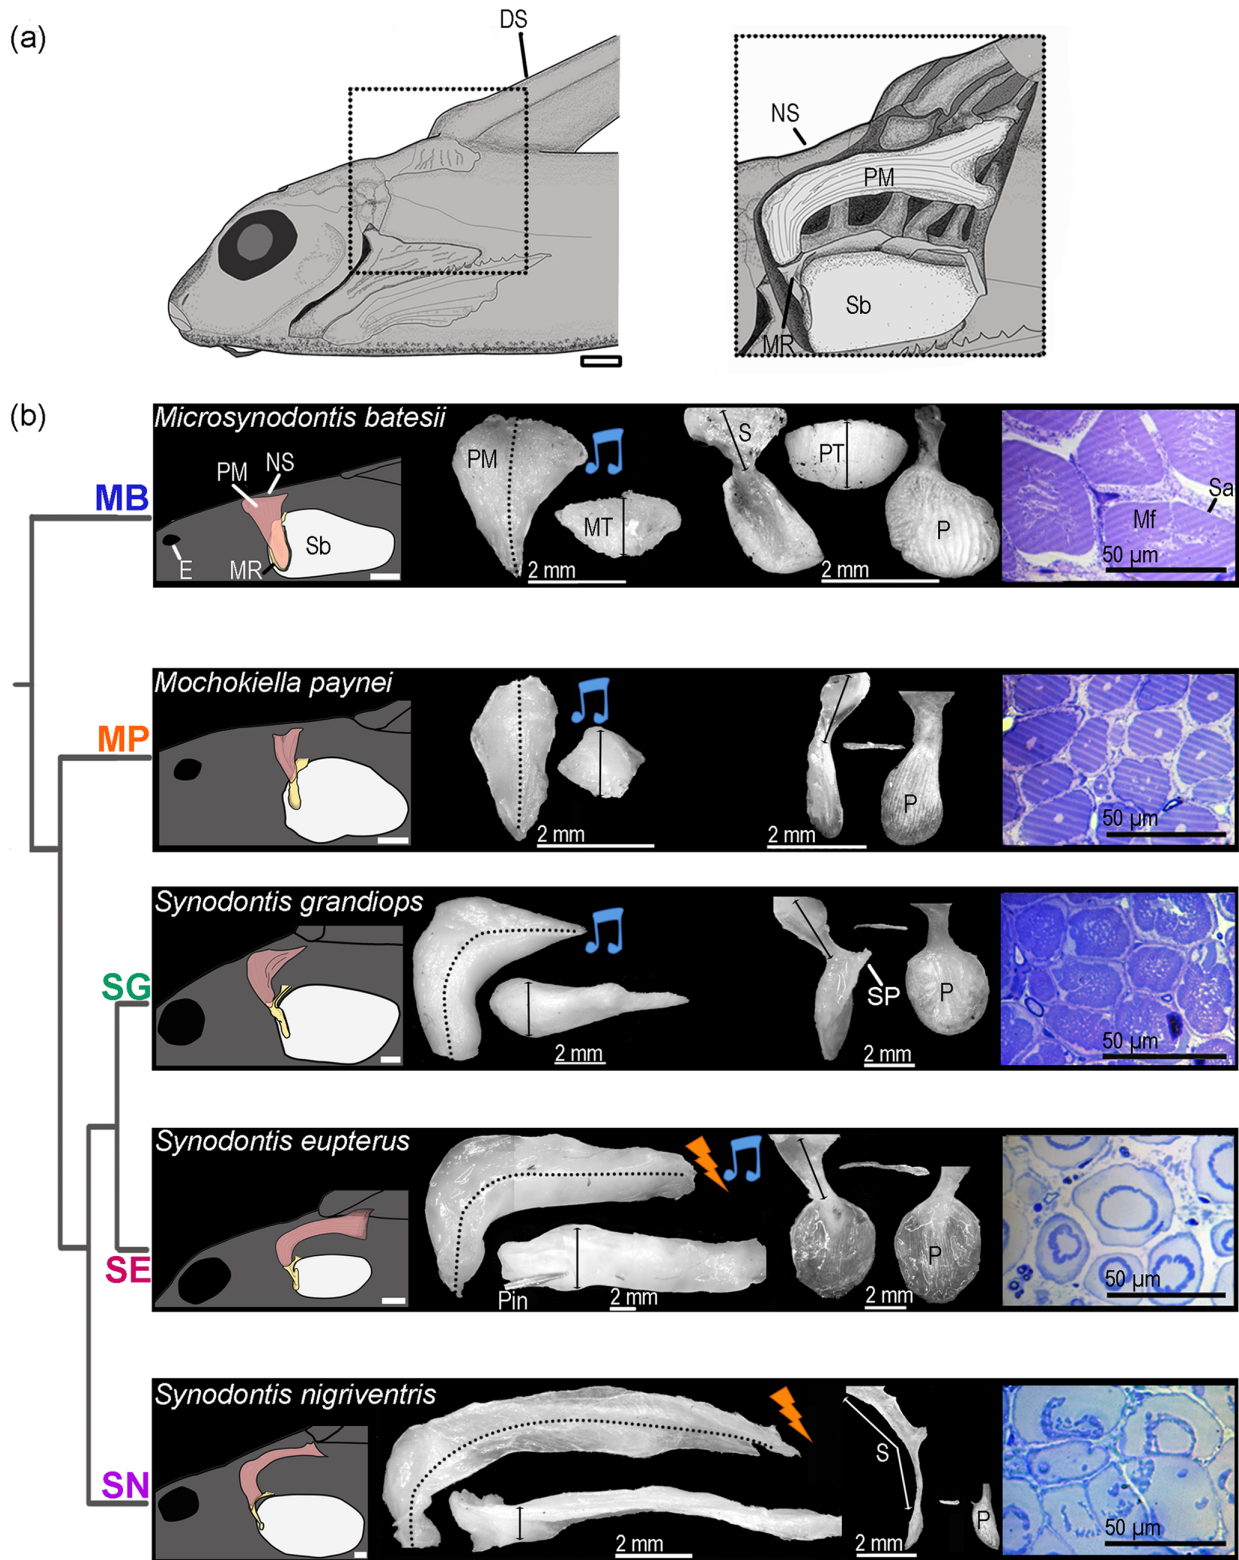 (a)
DS
NS
PM
Sb
MR
(b)
MB
Microsynodontis batesii
PM
NS
Sb
E
MR
PM
MT
2 mm
S
PT
P
2 mm
Sa
Mf
50 µm
MP
Mochokiella paynei
2 mm
P
2 mm
50 µm
SG
Synodontis grandiops
2 mm
SP
P
2 mm
50 µm
SE
Synodontis eupterus
Pin
2 mm
P
2 mm
50 µm
SN
Synodontis nigriventris
2 mm
S
P
2 mm
50 µm